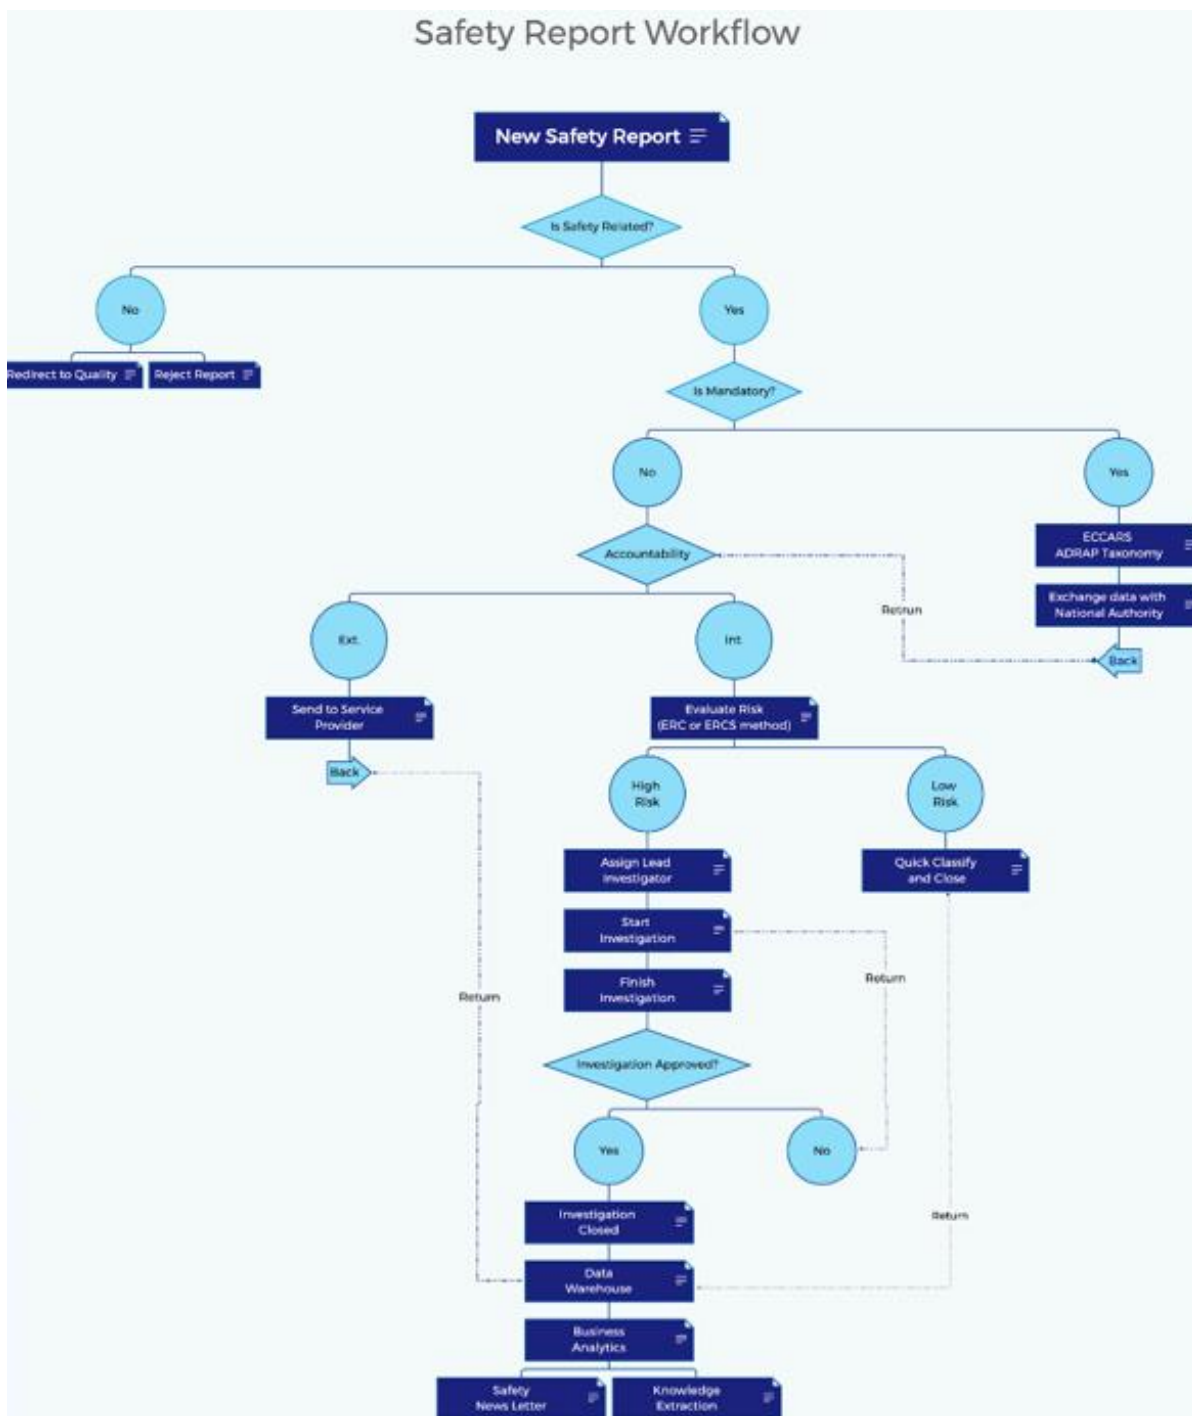 Safety Report Workflow
New Safety Report
Is Safety Related?
No
Yes
Redirect to Quality
Reject Report
Is Mandatory?
No
Yes
ECCARS
ADRAP Taxonomy
Accountability
Exchange data with
National Authority
Retrun
Ext.
Int.
Back
Send to Service
Provider
Evaluate Risk
(ERC or ERCS method)
Back
High
Risk
Low
Risk
Assign Lead
Investigator
Quick Classify
and Close
Start
Investigation
Return
Finish
Investigation
Return
Investigation Approved?
Yes
No
Investigation
Closed
Return
Data
Warehouse
Business
Analytics
Safety
News Letter
Knowledge
Extraction